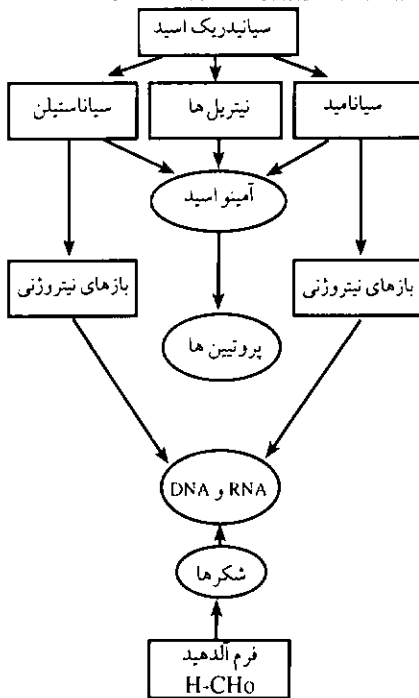 سیانیدریک اسید
سیاناستیلن
نیتریل ها
سیانامید
آمینو اسید
بازهای نیتروژنی
بازهای نیتروژنی
پروتیین ها
DNA و RNA
شکرها
فرم آلدهید
H-CHO